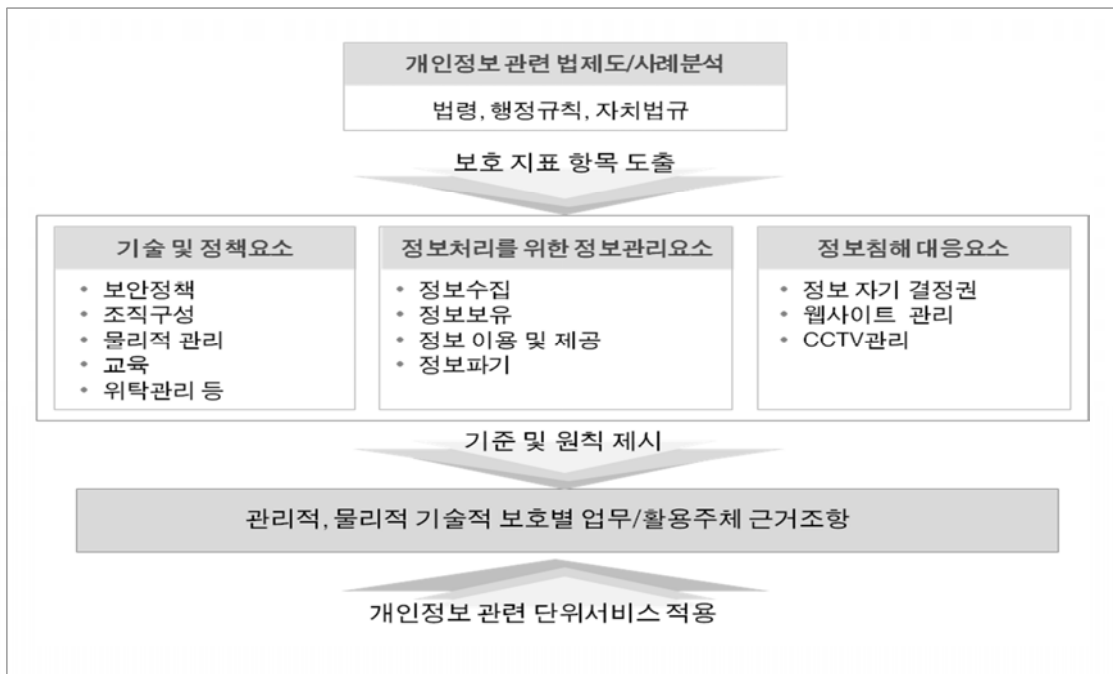 개인정보 관련 법제도/사례분석
법령, 행정규칙, 자치법규
보호 지표 항목 도출
기술 및 정책요소
• 보안정책
• 조직구성
• 물리적 관리
• 교육
• 위탁관리 등
정보처리를 위한 정보관리요소
• 정보수집
• 정보보유
• 정보 이용 및 제공
• 정보파기
정보침해 대응요소
• 정보 자기 결정권
• 웹사이트 관리
• CCTV관리
기준 및 원칙 제시
관리적, 물리적 기술적 보호별 업무/활용주체 근거조항
개인정보 관련 단위서비스 적용